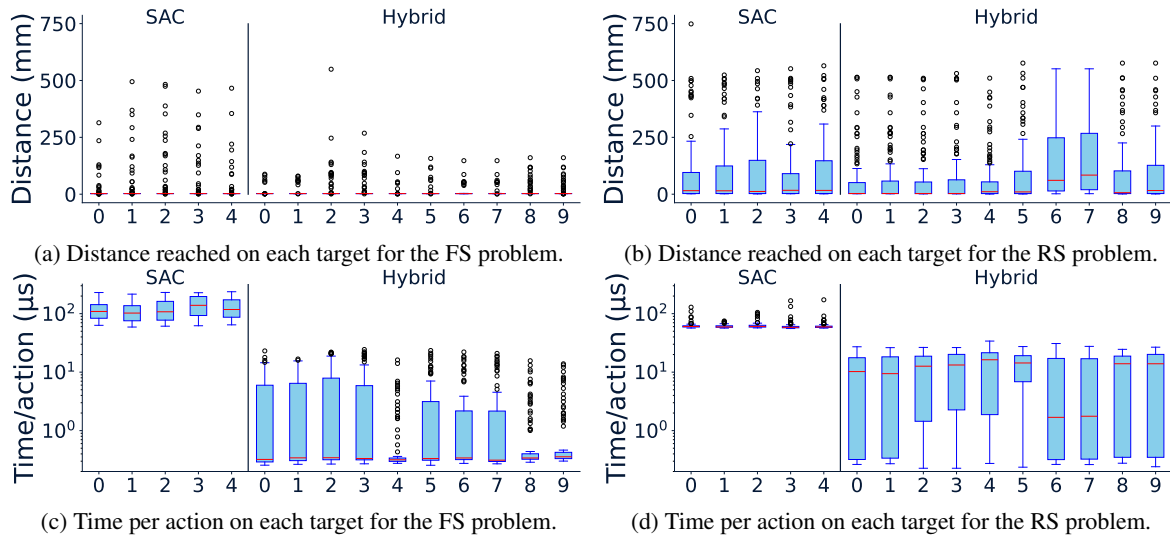 SAC Hybrid
Distance (mm)
750
500
250
0
0 1 2 3 4 0 1 2 3 4 5 6 7 8 9
(a) Distance reached on each target for the FS problem.
SAC Hybrid
Distance (mm)
750
500
250
0
0 1 2 3 4 0 1 2 3 4 5 6 7 8 9
(b) Distance reached on each target for the RS problem.
SAC Hybrid
Time/action (µs)
10²
10¹
10⁰
0 1 2 3 4 0 1 2 3 4 5 6 7 8 9
(c) Time per action on each target for the FS problem.
SAC Hybrid
Time/action (µs)
10²
10¹
10⁰
0 1 2 3 4 0 1 2 3 4 5 6 7 8 9
(d) Time per action on each target for the RS problem.